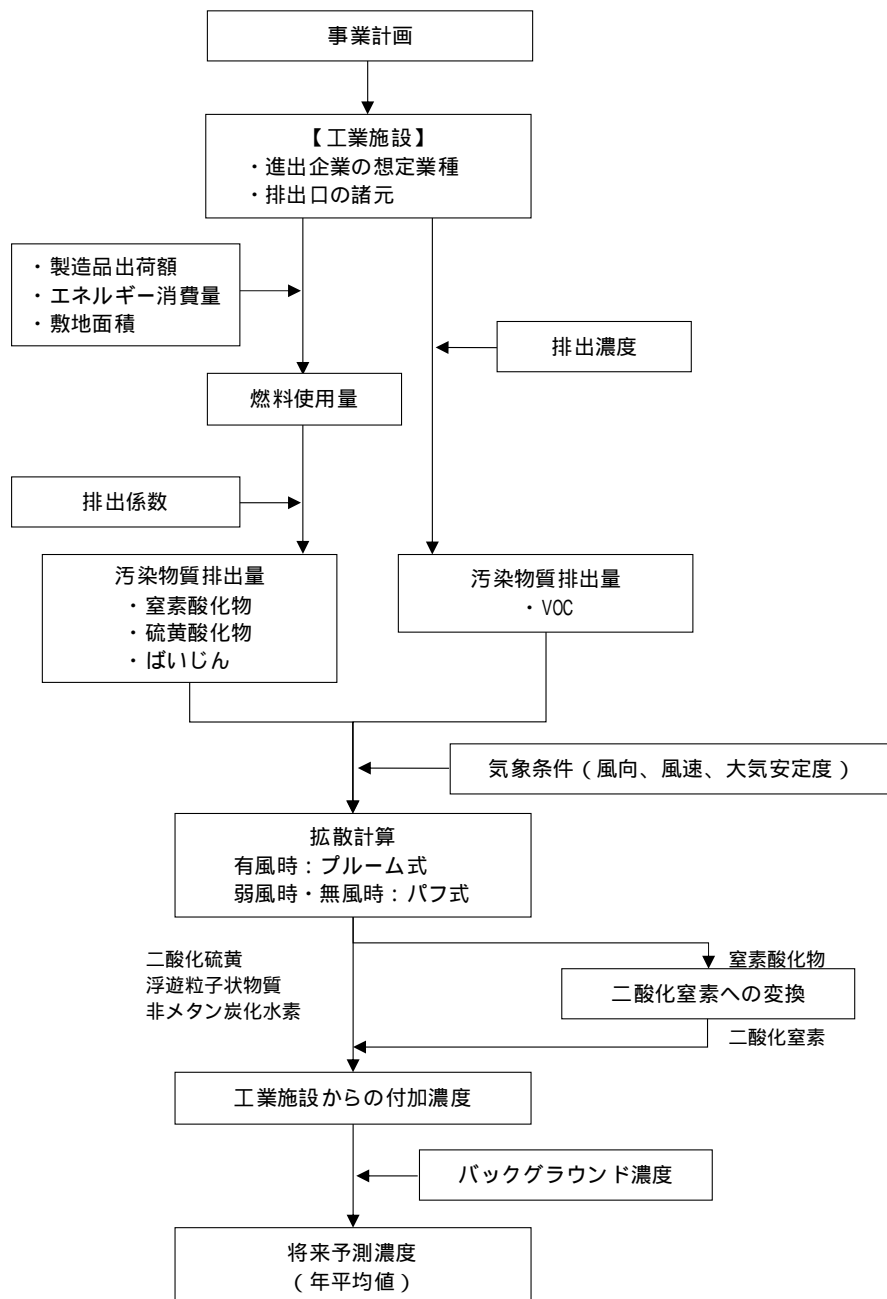 事業計画
【工業施設】
・進出企業の想定業種
・排出口の諸元
・製造品出荷額
・エネルギー消費量
・敷地面積
排出濃度
燃料使用量
排出係数
汚染物質排出量
・窒素酸化物
・硫黄酸化物
・ばいじん
汚染物質排出量
・VOC
気象条件（風向、風速、大気安定度）
拡散計算
有風時：プルーム式
弱風時・無風時：パフ式
二酸化硫黄
浮遊粒子状物質
非メタン炭化水素
窒素酸化物
二酸化窒素への変換
二酸化窒素
工業施設からの付加濃度
バックグラウンド濃度
将来予測濃度
（年平均値）